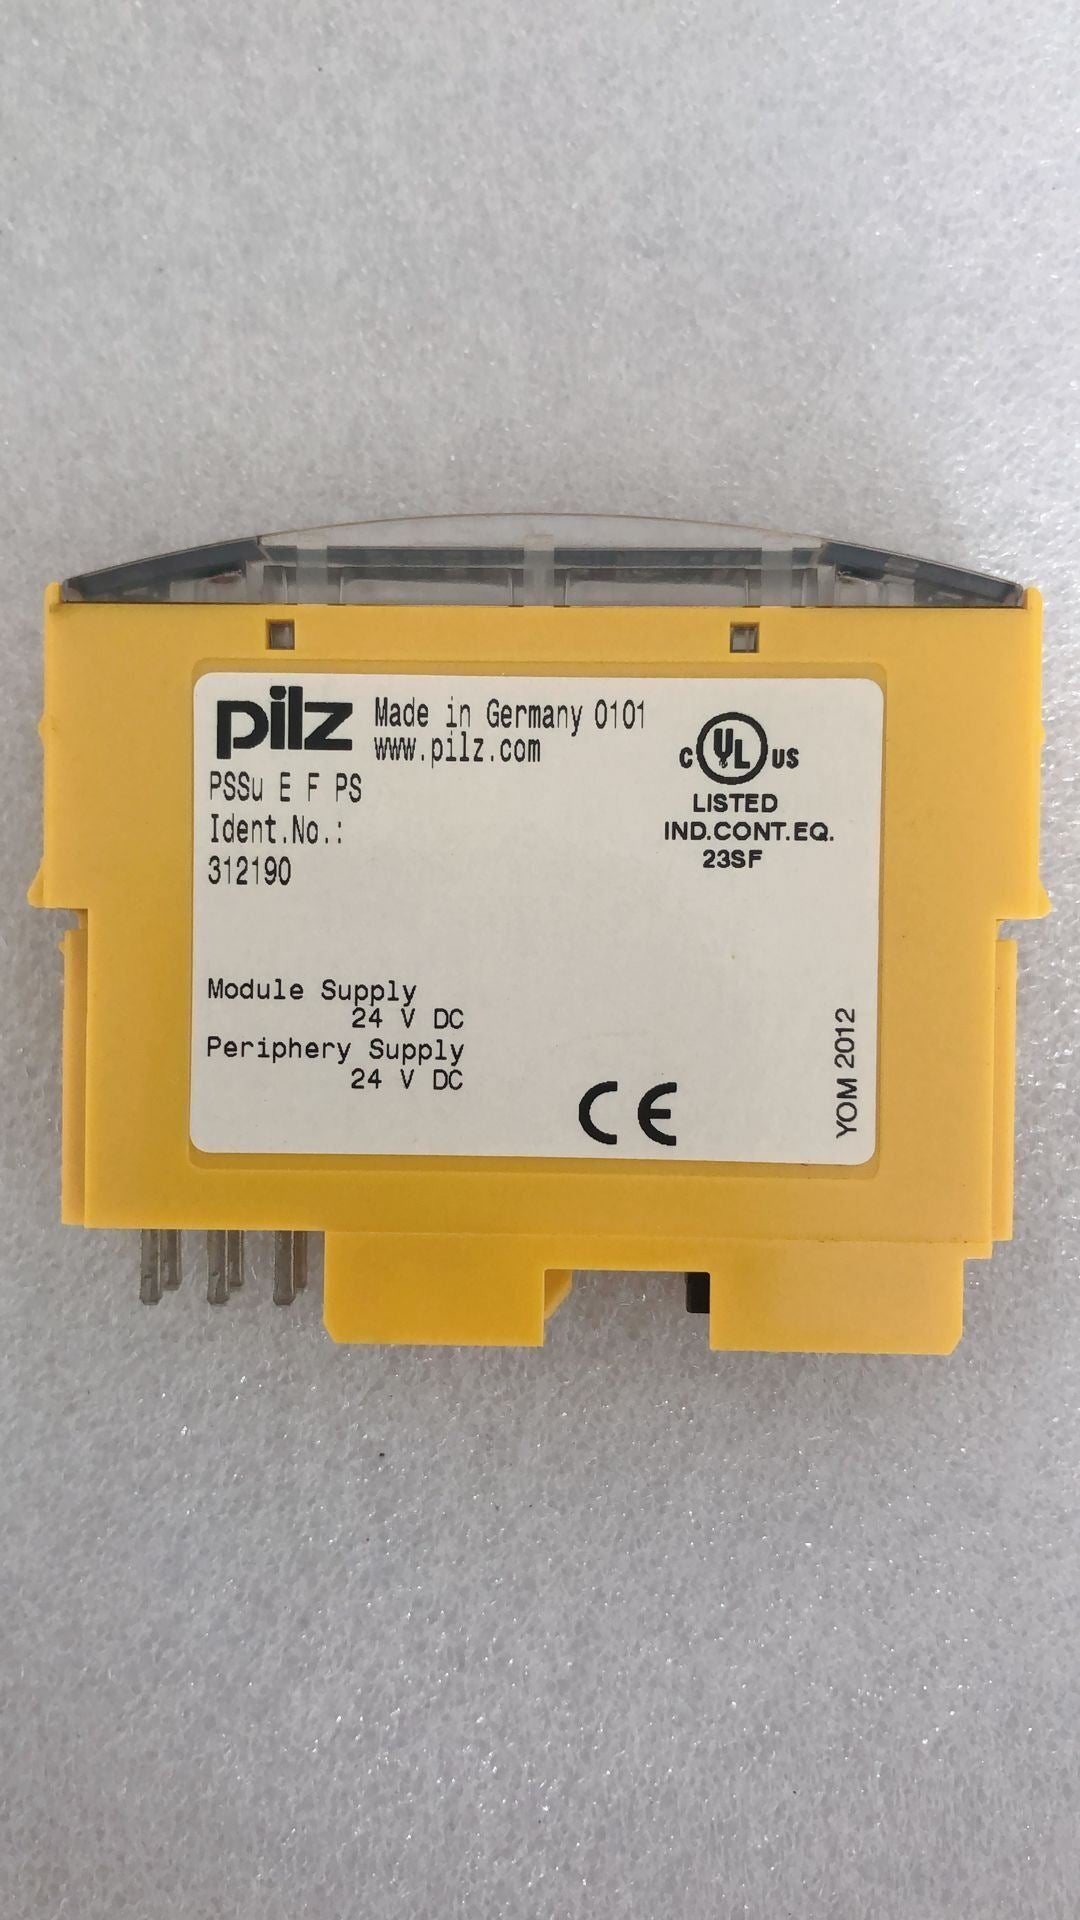 pilz Made in Germany 0101
www.pilz.com
PSSu E F PS
Ident.No.:
312190
C UL US
LISTED
IND.CONT.EQ.
23SF
Module Supply
24 V DC
Periphery Supply
24 V DC
CE
YOM 2012